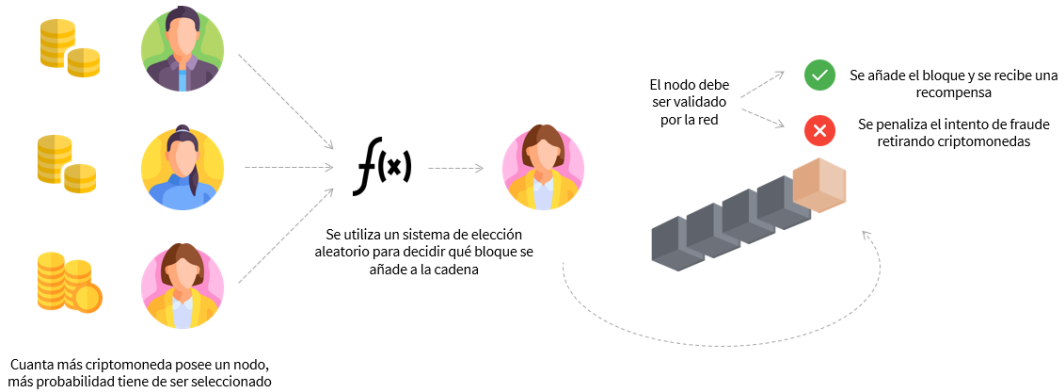 Cuanta más criptomoneda posee un nodo,
más probabilidad tiene de ser seleccionado
f(x)
Se utiliza un sistema de elección
aleatorio para decidir qué bloque se
añade a la cadena
El nodo debe
ser validado
por la red
Se añade el bloque y se recibe una
recompensa
Se penaliza el intento de fraude
retirando criptomonedas